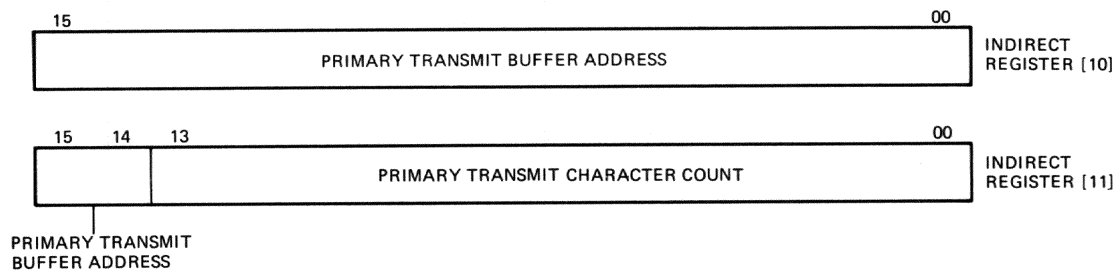 15 00
PRIMARY TRANSMIT BUFFER ADDRESS
INDIRECT
REGISTER [10]
15 14 13 00
PRIMARY TRANSMIT CHARACTER COUNT
INDIRECT
REGISTER [11]
PRIMARY TRANSMIT
BUFFER ADDRESS